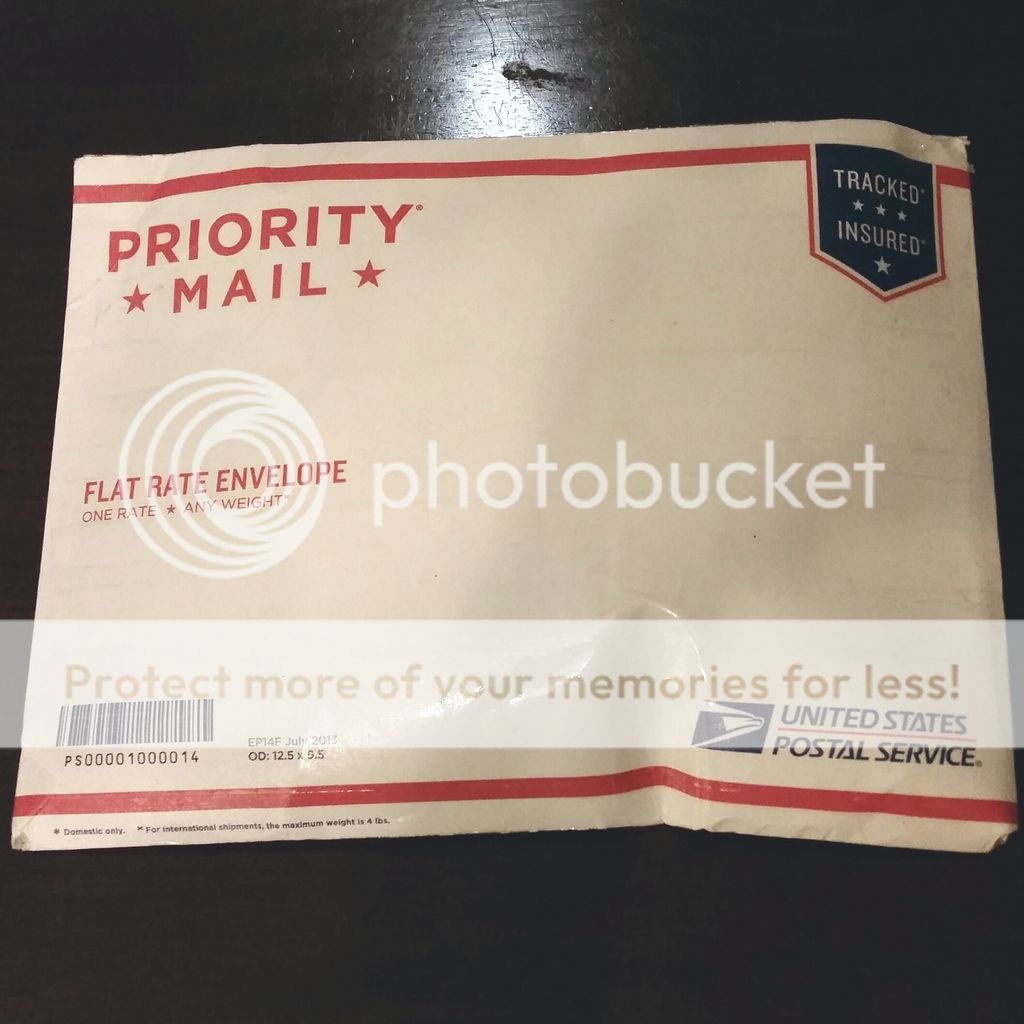 TRACKED®
INSURED®
PRIORITY®
MAIL
FLAT RATE ENVELOPE
ONE RATE ★ ANY WEIGHT*
photobucket
Protect more of your memories for less!
UNITED STATES
POSTAL SERVICE®
PS00001000014
EP14F July 2013
OD: 12.5 x 9.5
* Domestic only. × For international shipments, the maximum weight is 4 lbs.